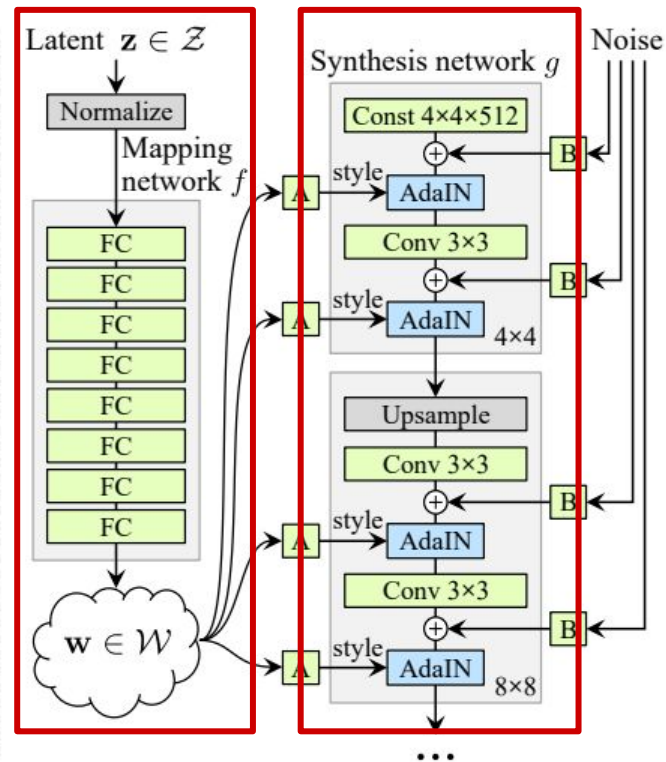 Latent z ∈ Z
Normalize
Mapping
network f
FC
FC
FC
FC
FC
FC
FC
FC
w ∈ W
Synthesis network g
Noise
Const 4×4×512
B
A
style
AdaIN
Conv 3×3
B
A
style
AdaIN
4×4
Upsample
Conv 3×3
B
A
style
AdaIN
Conv 3×3
B
A
style
AdaIN
8×8
...